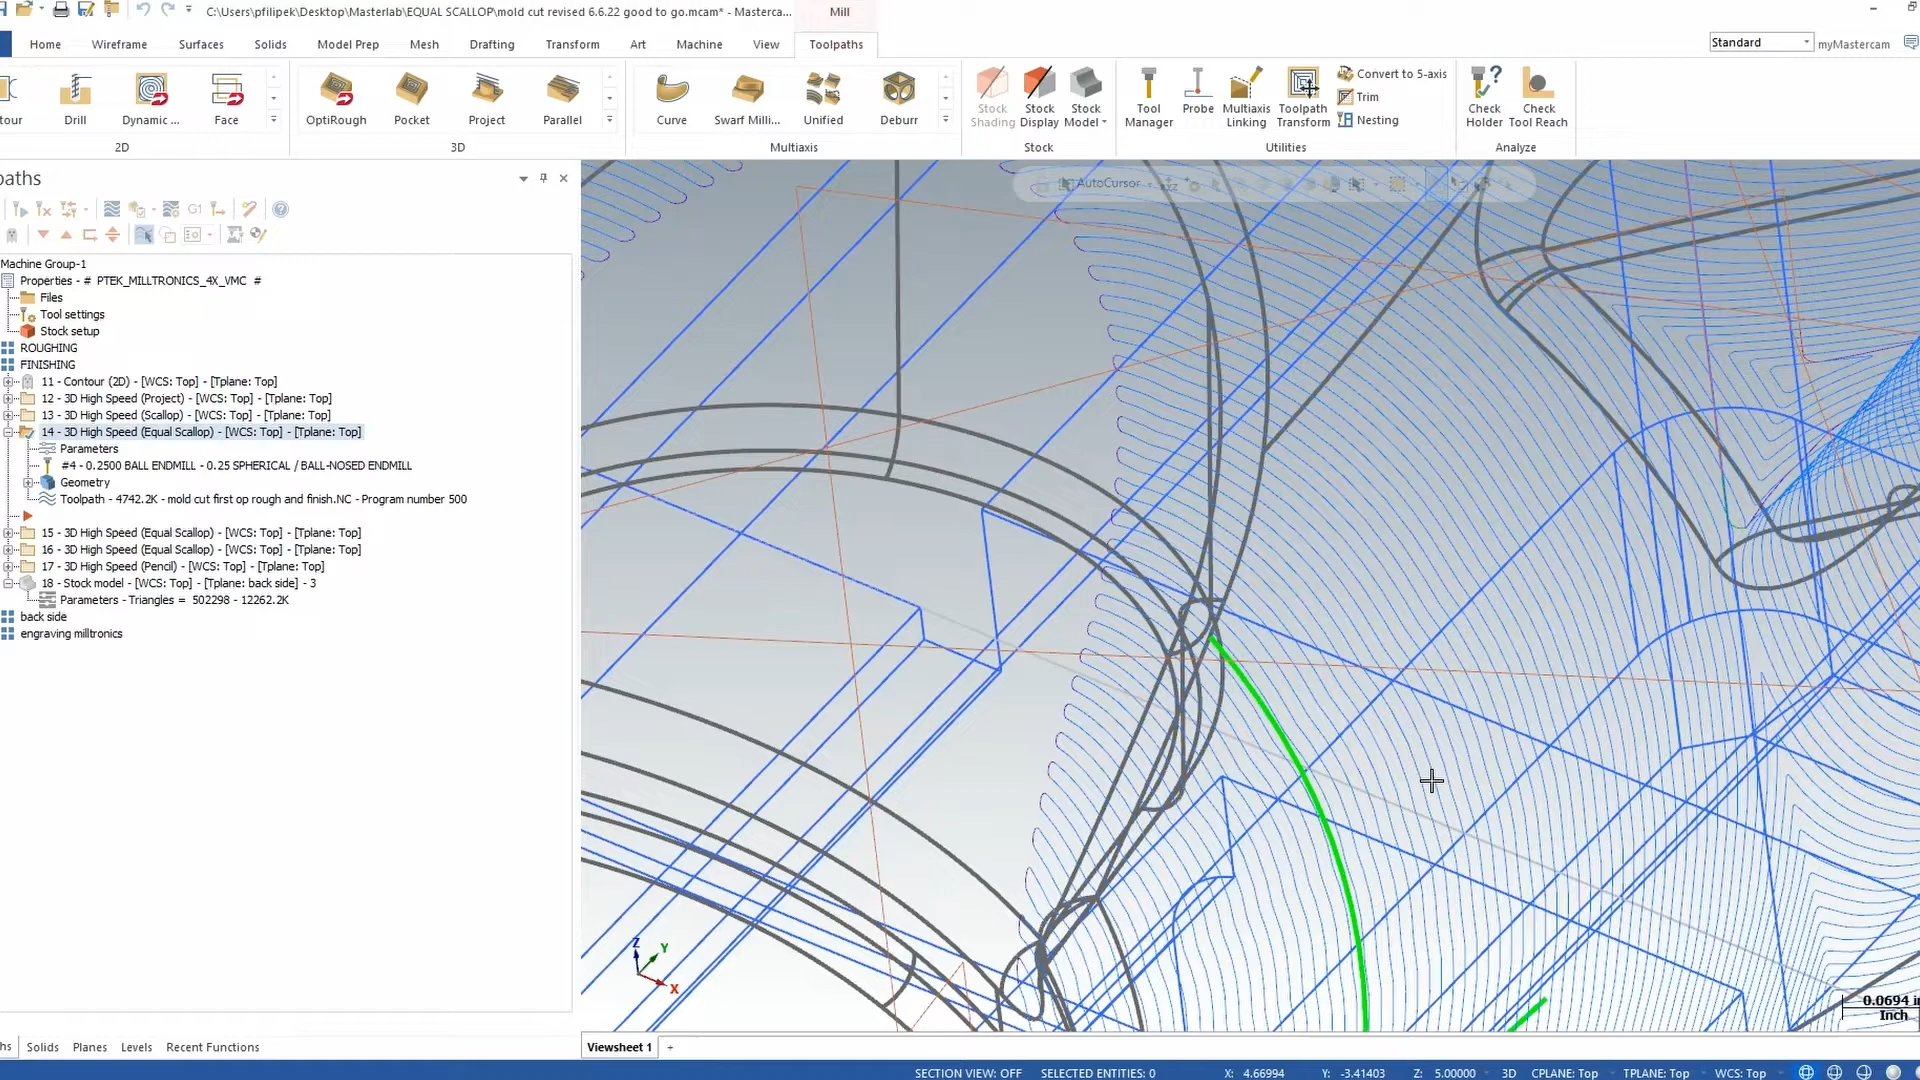 C:\Users\pfilipek\Desktop\Masterlab\EQUAL SCALLOP\mold cut revised 6.6.22 good to go.mcam* - Masterca...
Mill
Home Wireframe Surfaces Solids Model Prep Mesh Drafting Transform Art Machine View Toolpaths
Standard
myMastercam
tour Drill Dynamic ... Face
OptiRough Pocket Project Parallel
Curve Swarf Milli... Unified Deburr
Stock Shading
Stock Display
Stock Model
Tool Manager
Probe
Multiaxis Linking
Toolpath Transform
Convert to 5-axis
Trim
Nesting
Check Holder
Check Tool Reach
2D 3D Multiaxis Stock Utilities Analyze
paths
AutoCursor
G1
Machine Group-1
Properties - # PTEK_MILLTRONICS_4X_VMC #
Files
Tool settings
Stock setup
ROUGHING
FINISHING
11 - Contour (2D) - [WCS: Top] - [Tplane: Top]
12 - 3D High Speed (Project) - [WCS: Top] - [Tplane: Top]
13 - 3D High Speed (Scallop) - [WCS: Top] - [Tplane: Top]
14 - 3D High Speed (Equal Scallop) - [WCS: Top] - [Tplane: Top]
Parameters
#4 - 0.2500 BALL ENDMILL - 0.25 SPHERICAL / BALL-NOSED ENDMILL
Geometry
Toolpath - 4742.2K - mold cut first op rough and finish.NC - Program number 500
15 - 3D High Speed (Equal Scallop) - [WCS: Top] - [Tplane: Top]
16 - 3D High Speed (Equal Scallop) - [WCS: Top] - [Tplane: Top]
17 - 3D High Speed (Pencil) - [WCS: Top] - [Tplane: Top]
18 - Stock model - [WCS: Top] - [Tplane: back side] - 3
Parameters - Triangles = 502298 - 12262.2K
back side
engraving milltronics
Z
Y
X
0.0694 in
Inch
hs Solids Planes Levels Recent Functions
Viewsheet 1 +
SECTION VIEW: OFF SELECTED ENTITIES: 0 X: 4.66994 Y: -3.41403 Z: 5.00000 3D CPLANE: Top TPLANE: Top WCS: Top